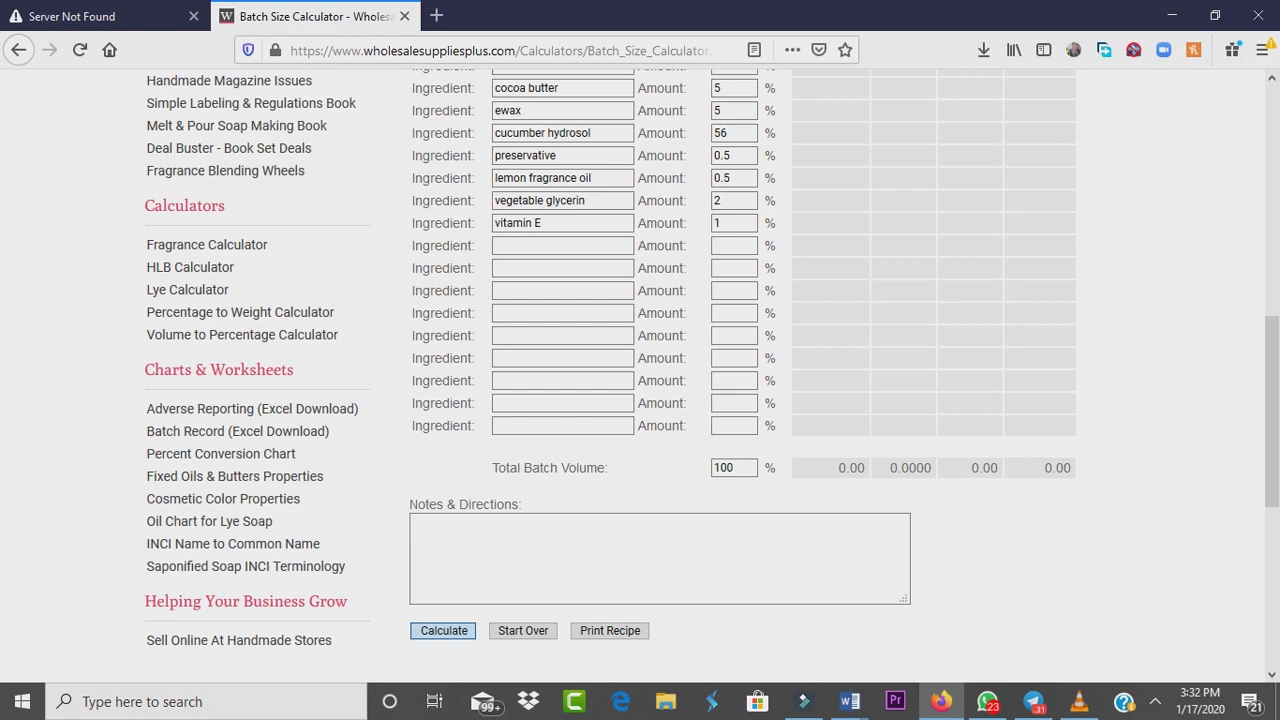 Server Not Found
Batch Size Calculator - Wholesa
https://www.wholesalesuppliesplus.com/Calculators/Batch_Size_Calculator.
Handmade Magazine Issues
Simple Labeling & Regulations Book
Melt & Pour Soap Making Book
Deal Buster - Book Set Deals
Fragrance Blending Wheels
Calculators
Fragrance Calculator
HLB Calculator
Lye Calculator
Percentage to Weight Calculator
Volume to Percentage Calculator
Charts & Worksheets
Adverse Reporting (Excel Download)
Batch Record (Excel Download)
Percent Conversion Chart
Fixed Oils & Butters Properties
Cosmetic Color Properties
Oil Chart for Lye Soap
INCI Name to Common Name
Saponified Soap INCI Terminology
Helping Your Business Grow
Sell Online At Handmade Stores
Ingredient: Amount: %
Ingredient: cocoa butter Amount: 5 %
Ingredient: ewax Amount: 5 %
Ingredient: cucumber hydrosol Amount: 56 %
Ingredient: preservative Amount: 0.5 %
Ingredient: lemon fragrance oil Amount: 0.5 %
Ingredient: vegetable glycerin Amount: 2 %
Ingredient: vitamin E Amount: 1 %
Ingredient: Amount: %
Ingredient: Amount: %
Ingredient: Amount: %
Ingredient: Amount: %
Ingredient: Amount: %
Ingredient: Amount: %
Ingredient: Amount: %
Ingredient: Amount: %
Ingredient: Amount: %
Total Batch Volume: 100 % 0.00 0.0000 0.00 0.00
Notes & Directions:
Calculate Start Over Print Recipe
Type here to search
99+
23
31
3:32 PM
1/17/2020
21